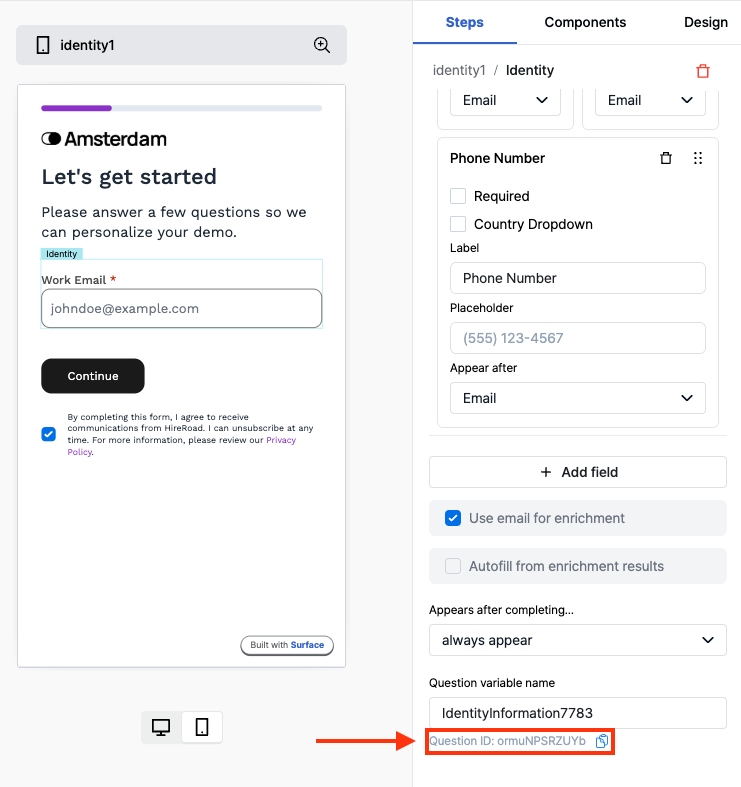 identity1
Amsterdam
Let's get started
Please answer a few questions so we
can personalize your demo.
Identity
Work Email *
johndoe@example.com
Continue
By completing this form, I agree to receive
communications from HireRoad. I can unsubscribe at any
time. For more information, please review our Privacy
Policy.
Built with Surface
Steps Components Design
identity1 / Identity
Email Email
Phone Number
Required
Country Dropdown
Label
Phone Number
Placeholder
(555) 123-4567
Appear after
Email
+ Add field
Use email for enrichment
Autofill from enrichment results
Appears after completing...
always appear
Question variable name
IdentityInformation7783
Question ID: ormuNPSRZUYb